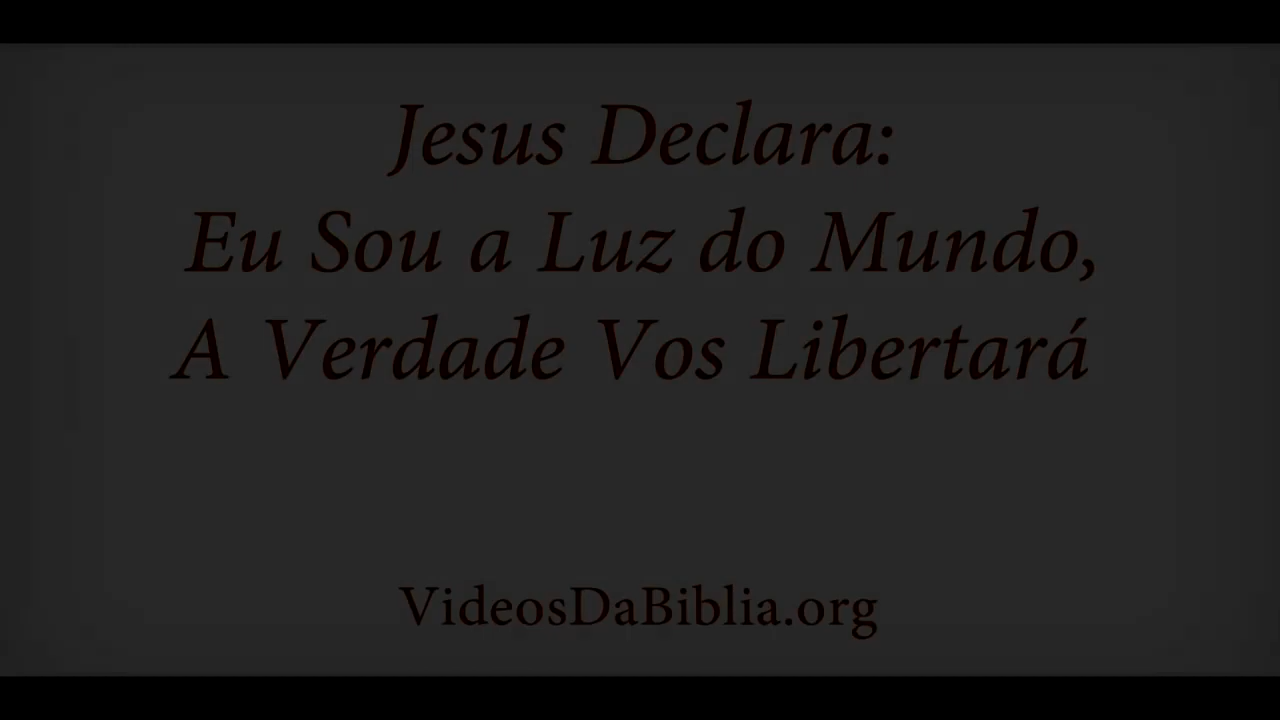 Jesus Declara:
Eu Sou a Luz do Mundo,
A Verdade Vos Libertará
VideosDaBiblia.org